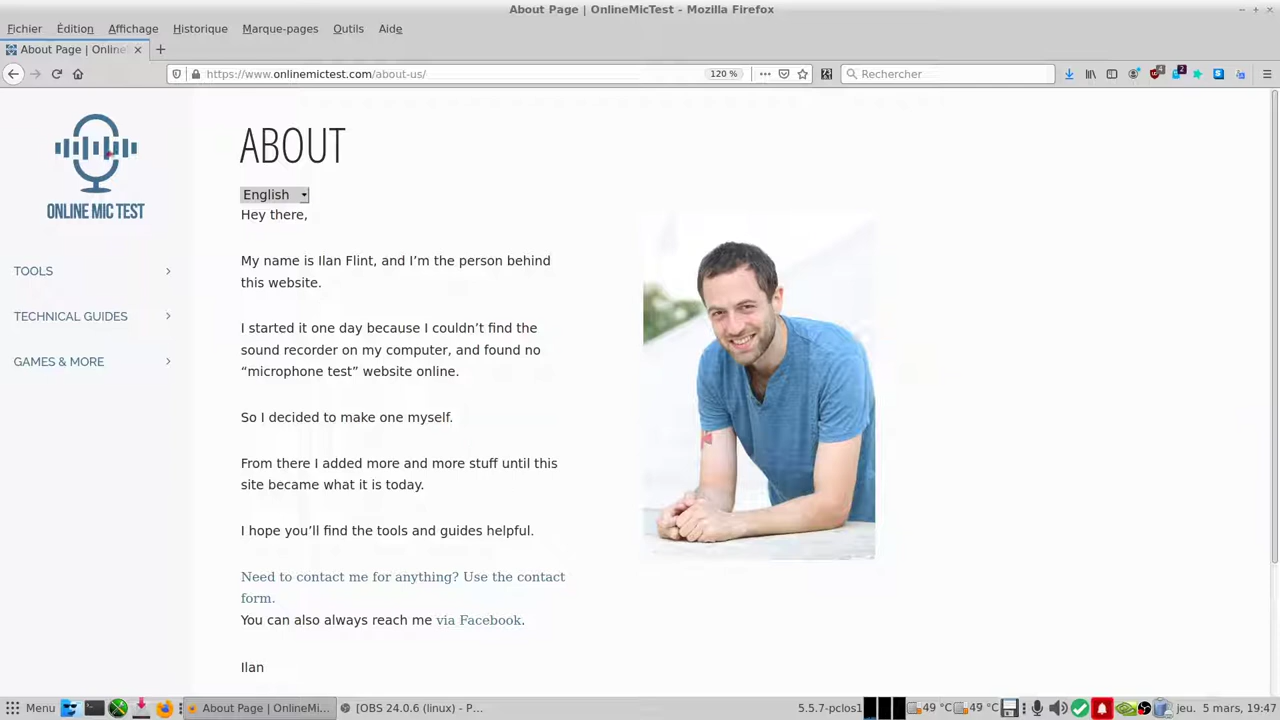 About Page | OnlineMicTest - Mozilla Firefox
Fichier Édition Affichage Historique Marque-pages Outils Aide
About Page | Online
https://www.onlinemictest.com/about-us/ 120 % Rechercher
ABOUT
English
Hey there,
My name is Ilan Flint, and I’m the person behind
this website.
I started it one day because I couldn’t find the
sound recorder on my computer, and found no
“microphone test” website online.
So I decided to make one myself.
From there I added more and more stuff until this
site became what it is today.
I hope you’ll find the tools and guides helpful.
Need to contact me for anything? Use the contact
form.
You can also always reach me via Facebook.
Ilan
ONLINE MIC TEST
TOOLS
TECHNICAL GUIDES
GAMES & MORE
Menu About Page | OnlineMi... [OBS 24.0.6 (linux) - P... 5.5.7-pclos1 49 °C 49 °C jeu. 5 mars, 19:47